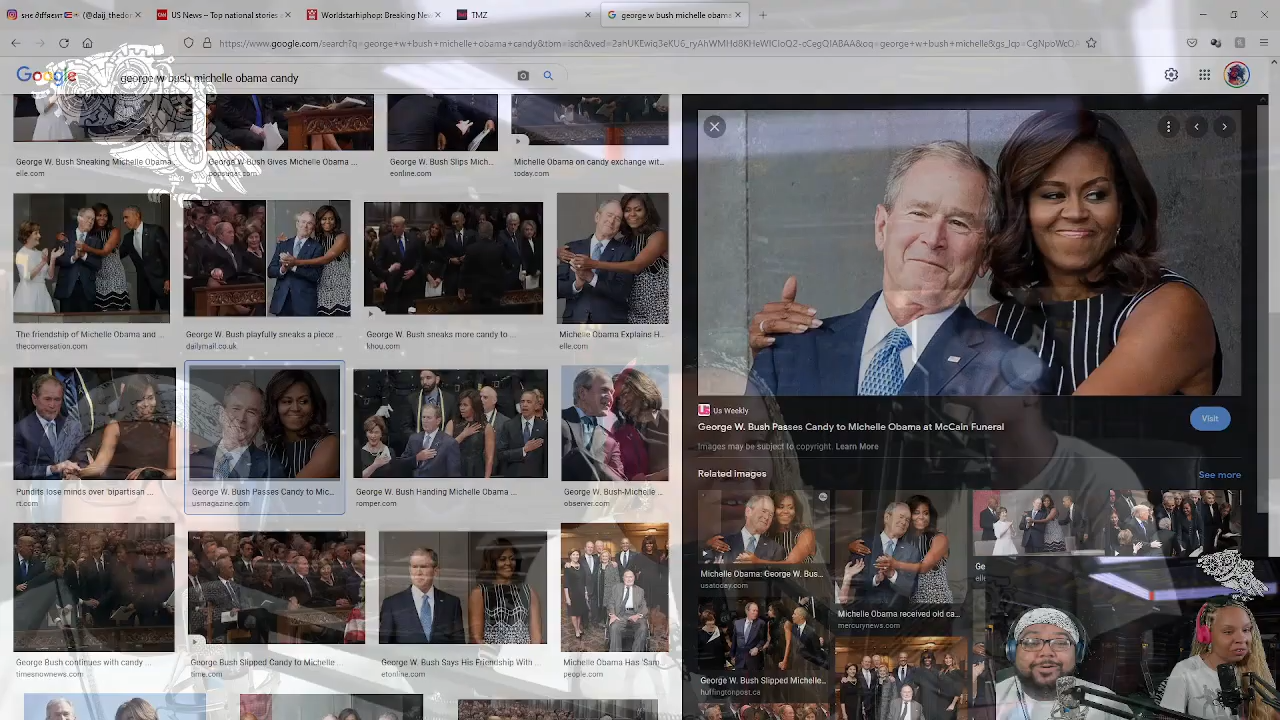 US News - Top national stories
Worldstarhiphop Breaking New
TMZ
george w bush michelle obama
Google
george w bush michelle obama candy
George W. Bush Sneaking Michelle Obama
elle.com
George W. Bush Gives Michelle Obama ...
popsugar.com
George W. Bush Slips Mich...
eonline.com
Michelle Obama on candy exchange wit...
today.com
The friendship of Michelle Obama and ...
theconversation.com
George W. Bush playfully sneaks a piece ...
dailymail.co.uk
George W. Bush sneaks more candy to ...
khou.com
Michelle Obama Explains H...
elle.com
Us Weekly
George W. Bush Passes Candy to Michelle Obama at McCain Funeral
Visit
Images may be subject to copyright. Learn More
Related images
See more
Pundits lose minds over 'bipartisan ...
rt.com
George W. Bush Passes Candy to Mic...
usmagazine.com
George W. Bush Handing Michelle Obama ...
romper.com
George W. Bush-Michelle ...
observer.com
Michelle Obama: George W. Bus...
usatoday.com
Michelle Obama received old ca...
mercurynews.com
Ge
elle
George Bush continues with candy ...
timesnownews.com
George Bush Slipped Candy to Michelle ...
time.com
George W. Bush Says His Friendship With ...
etonline.com
Michelle Obama Has 'Sam...
people.com
George W. Bush Slipped Michelle...
huffingtonpost.ca